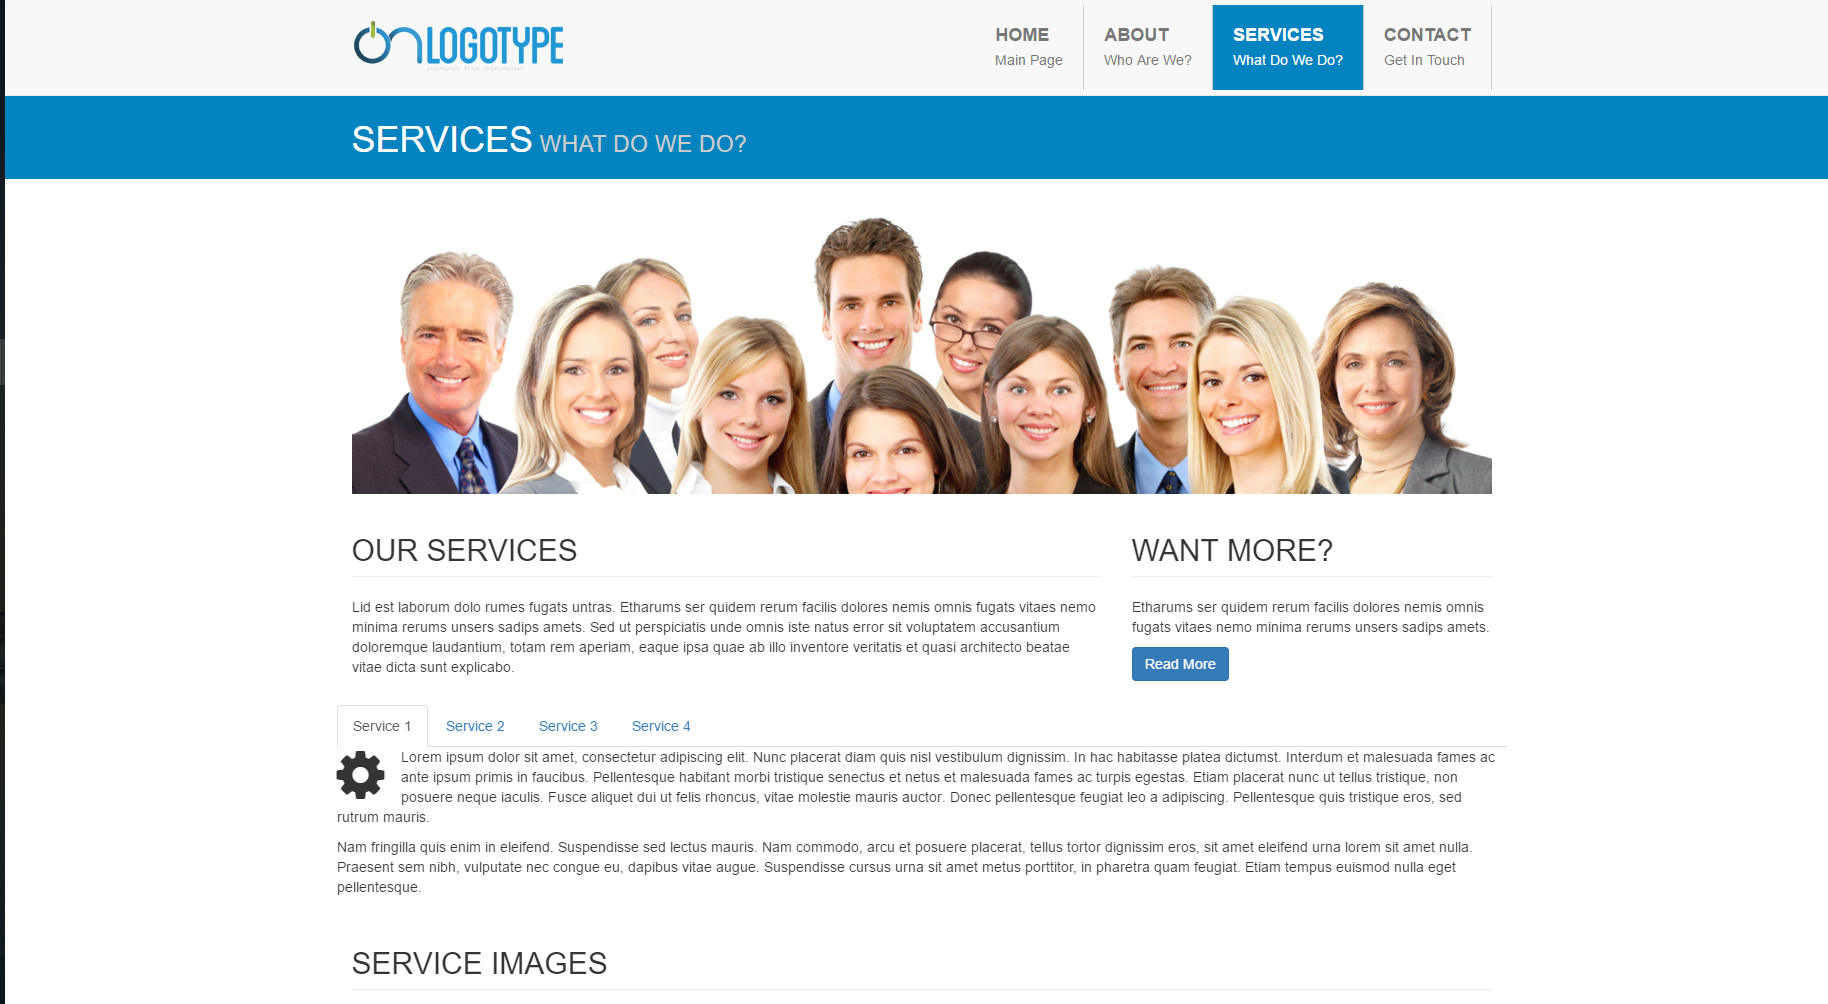 LOGOTYPE
HOME
Main Page
ABOUT
Who Are We?
SERVICES
What Do We Do?
CONTACT
Get In Touch
SERVICES WHAT DO WE DO?
OUR SERVICES
Lid est laborum dolo rumes fugats untras. Etharums ser quidem rerum facilis dolores nemis omnis fugats vitaes nemo
minima rerums unsers sadips amets. Sed ut perspiciatis unde omnis iste natus error sit voluptatem accusantium
doloremque laudantium, totam rem aperiam, eaque ipsa quae ab illo inventore veritatis et quasi architecto beatae
vitae dicta sunt explicabo.
WANT MORE?
Etharums ser quidem rerum facilis dolores nemis omnis
fugats vitaes nemo minima rerums unsers sadips amets.
Read More
Service 1
Service 2
Service 3
Service 4
Lorem ipsum dolor sit amet, consectetur adipiscing elit. Nunc placerat diam quis nisl vestibulum dignissim. In hac habitasse platea dictumst. Interdum et malesuada fames ac
ante ipsum primis in faucibus. Pellentesque habitant morbi tristique senectus et netus et malesuada fames ac turpis egestas. Etiam placerat nunc ut tellus tristique, non
posuere neque iaculis. Fusce aliquet dui ut felis rhoncus, vitae molestie mauris auctor. Donec pellentesque feugiat leo a adipiscing. Pellentesque quis tristique eros, sed
rutrum mauris.
Nam fringilla quis enim in eleifend. Suspendisse sed lectus mauris. Nam commodo, arcu et posuere placerat, tellus tortor dignissim eros, sit amet eleifend urna lorem sit amet nulla.
Praesent sem nibh, vulputate nec congue eu, dapibus vitae augue. Suspendisse cursus urna sit amet metus porttitor, in pharetra quam feugiat. Etiam tempus euismod nulla eget
pellentesque.
SERVICE IMAGES